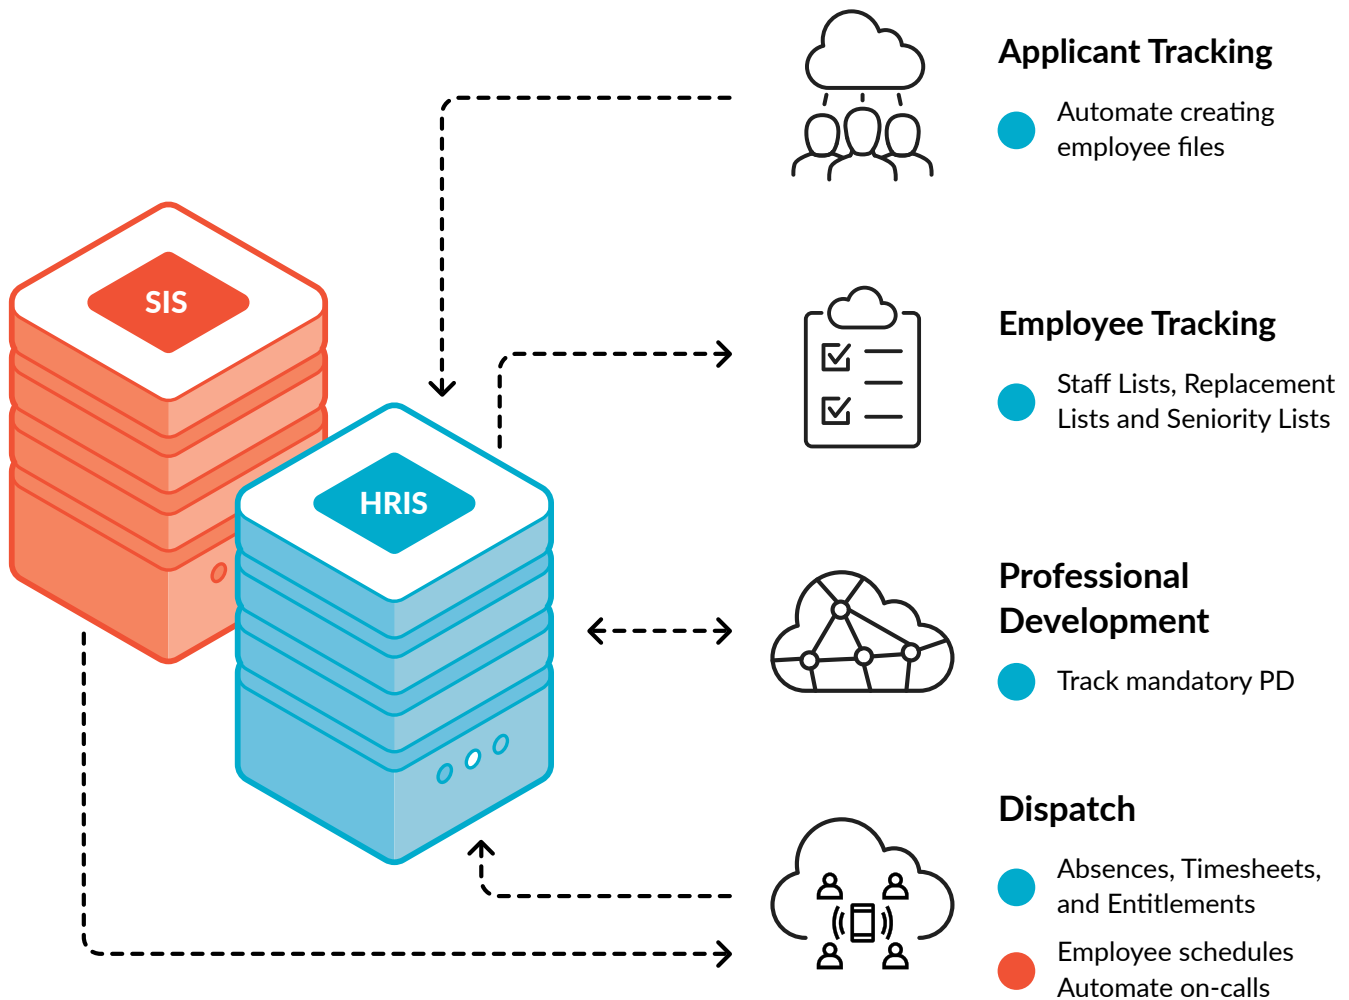 Applicant Tracking
Automate creating
employee files
SIS
Employee Tracking
Staff Lists, Replacement
Lists and Seniority Lists
HRIS
Professional
Development
Track mandatory PD
Dispatch
Absences, Timesheets,
and Entitlements
Employee schedules
Automate on-calls